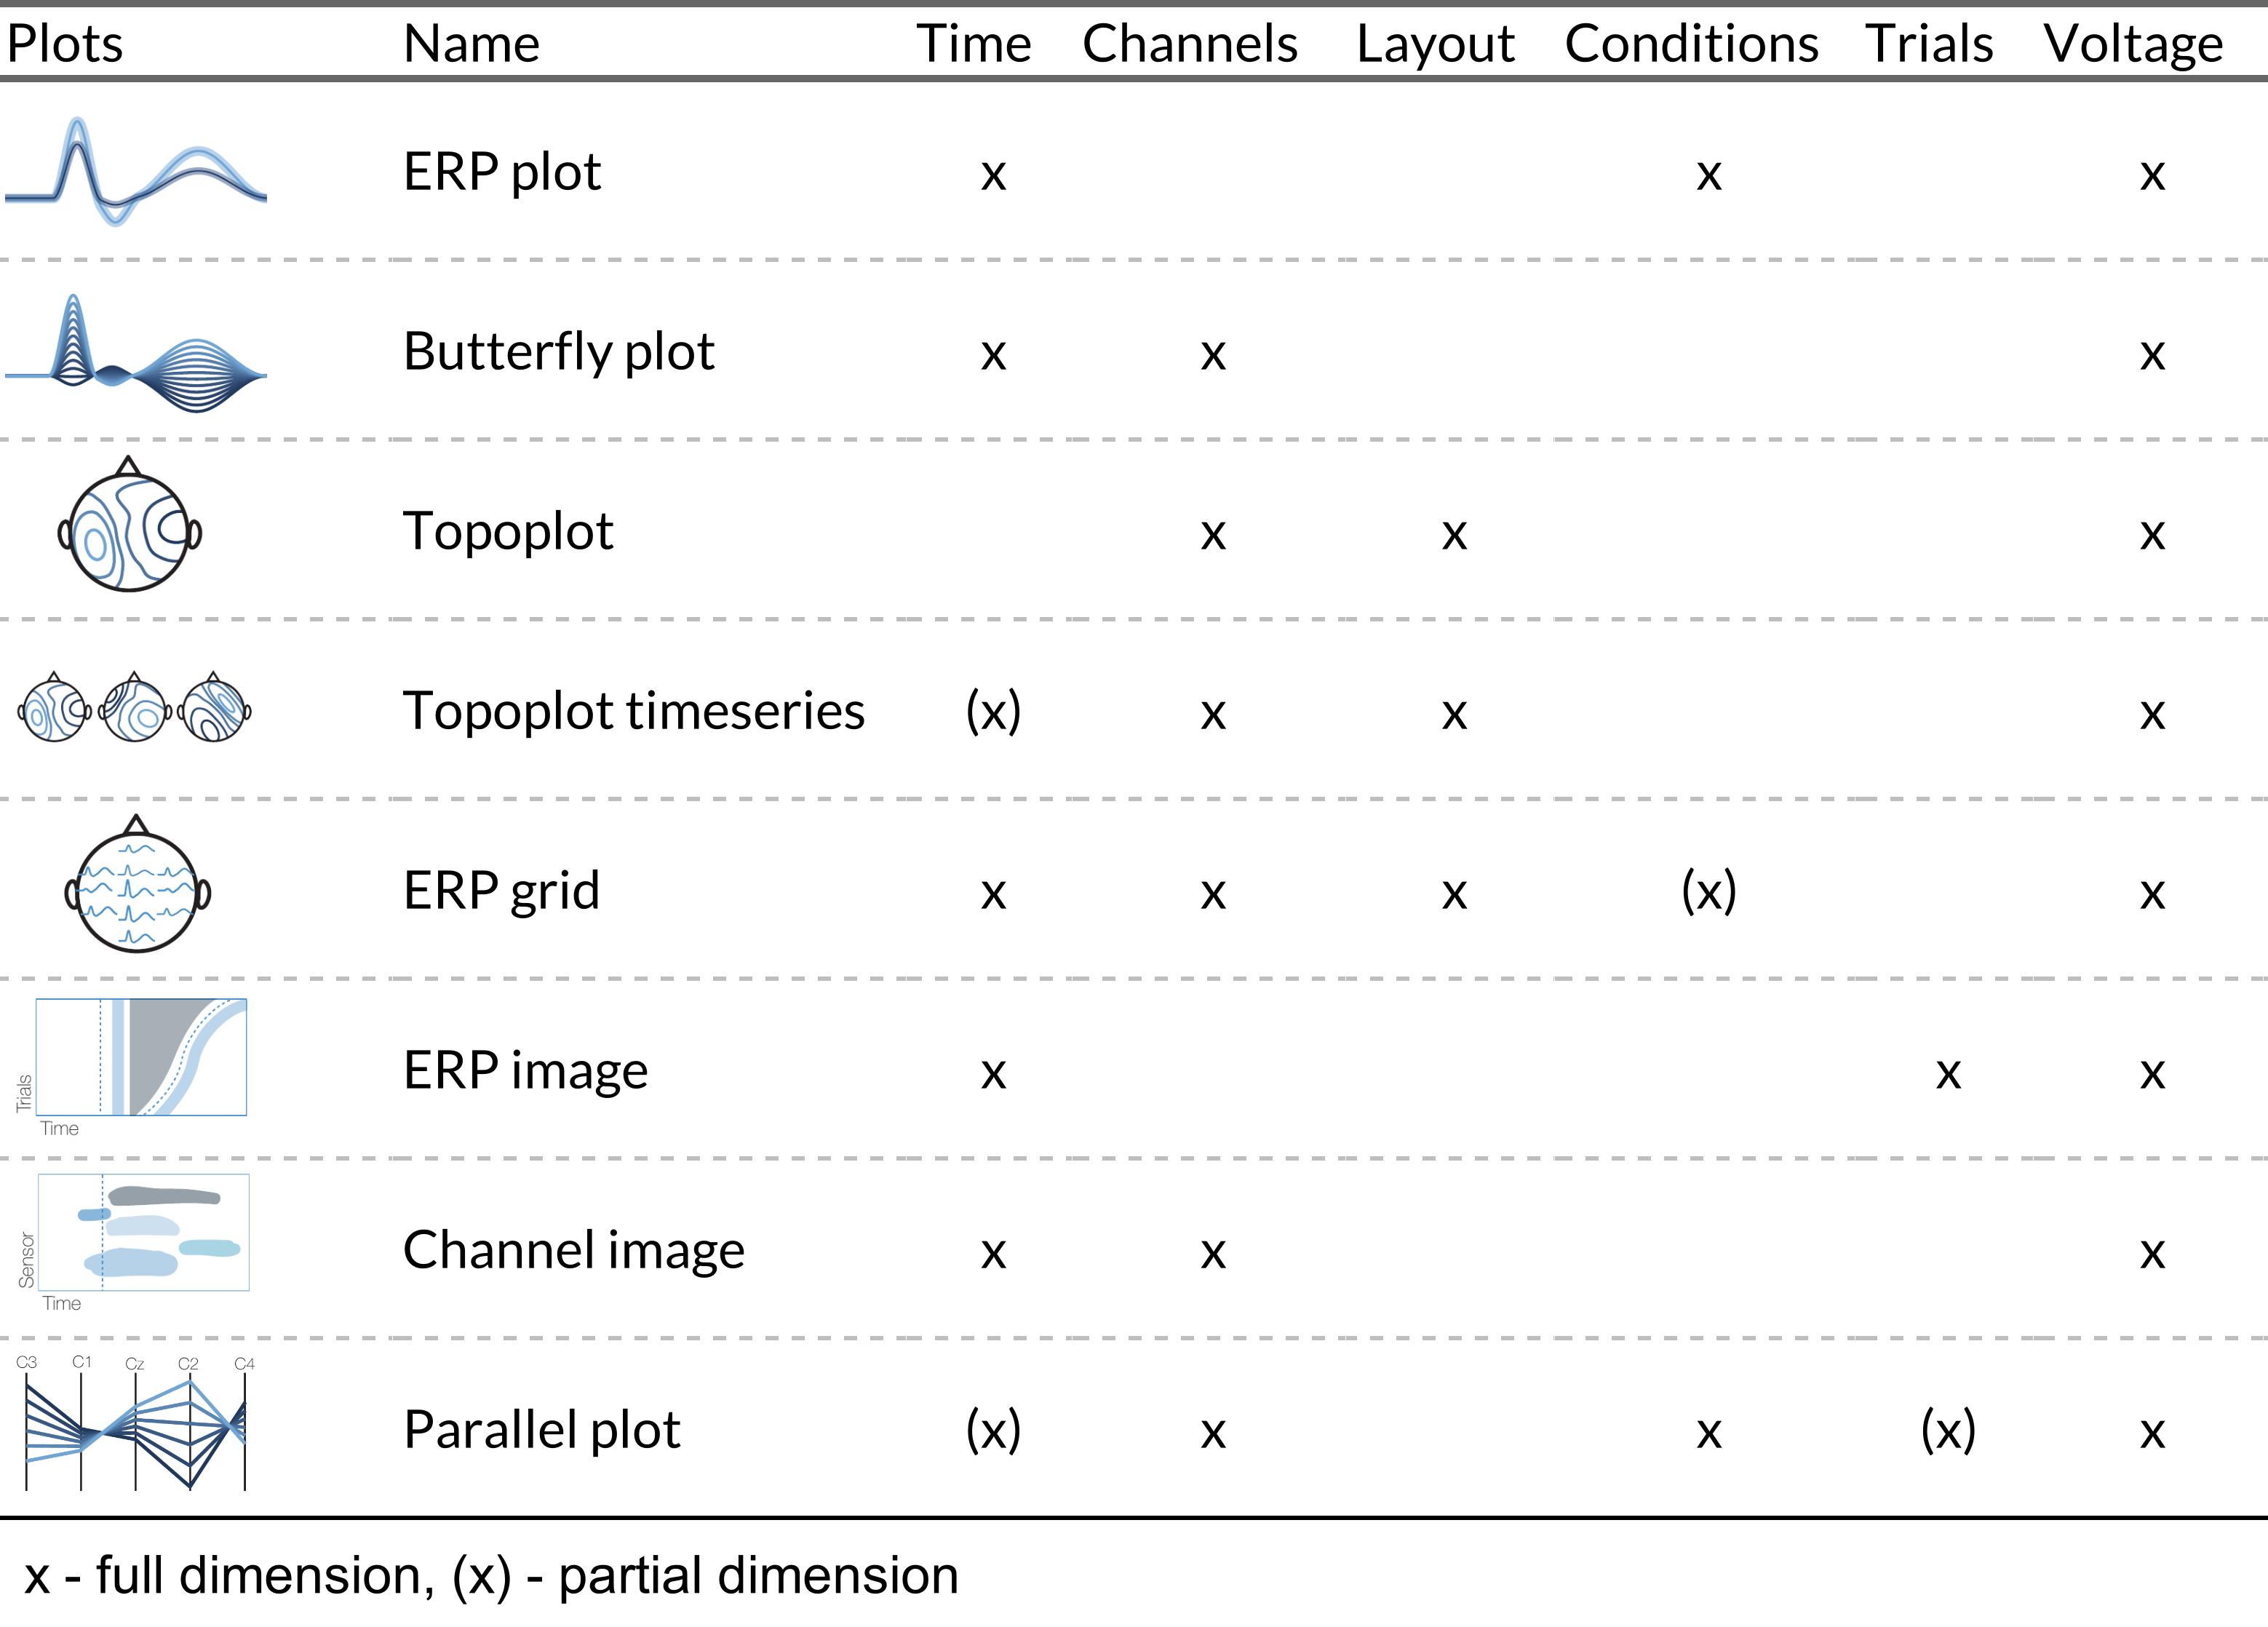 Plots Name Time Channels Layout Conditions Trials Voltage
ERP plot x x x
Butterfly plot x x x
Topoplot x x x
Topoplot timeseries (x) x x x
ERP grid x x x (x) x
Trials
Time
ERP image x x x
Sensor
Time
Channel image x x x
C3 C1 Cz C2 C4
Parallel plot (x) x x (x) x
x - full dimension, (x) - partial dimension